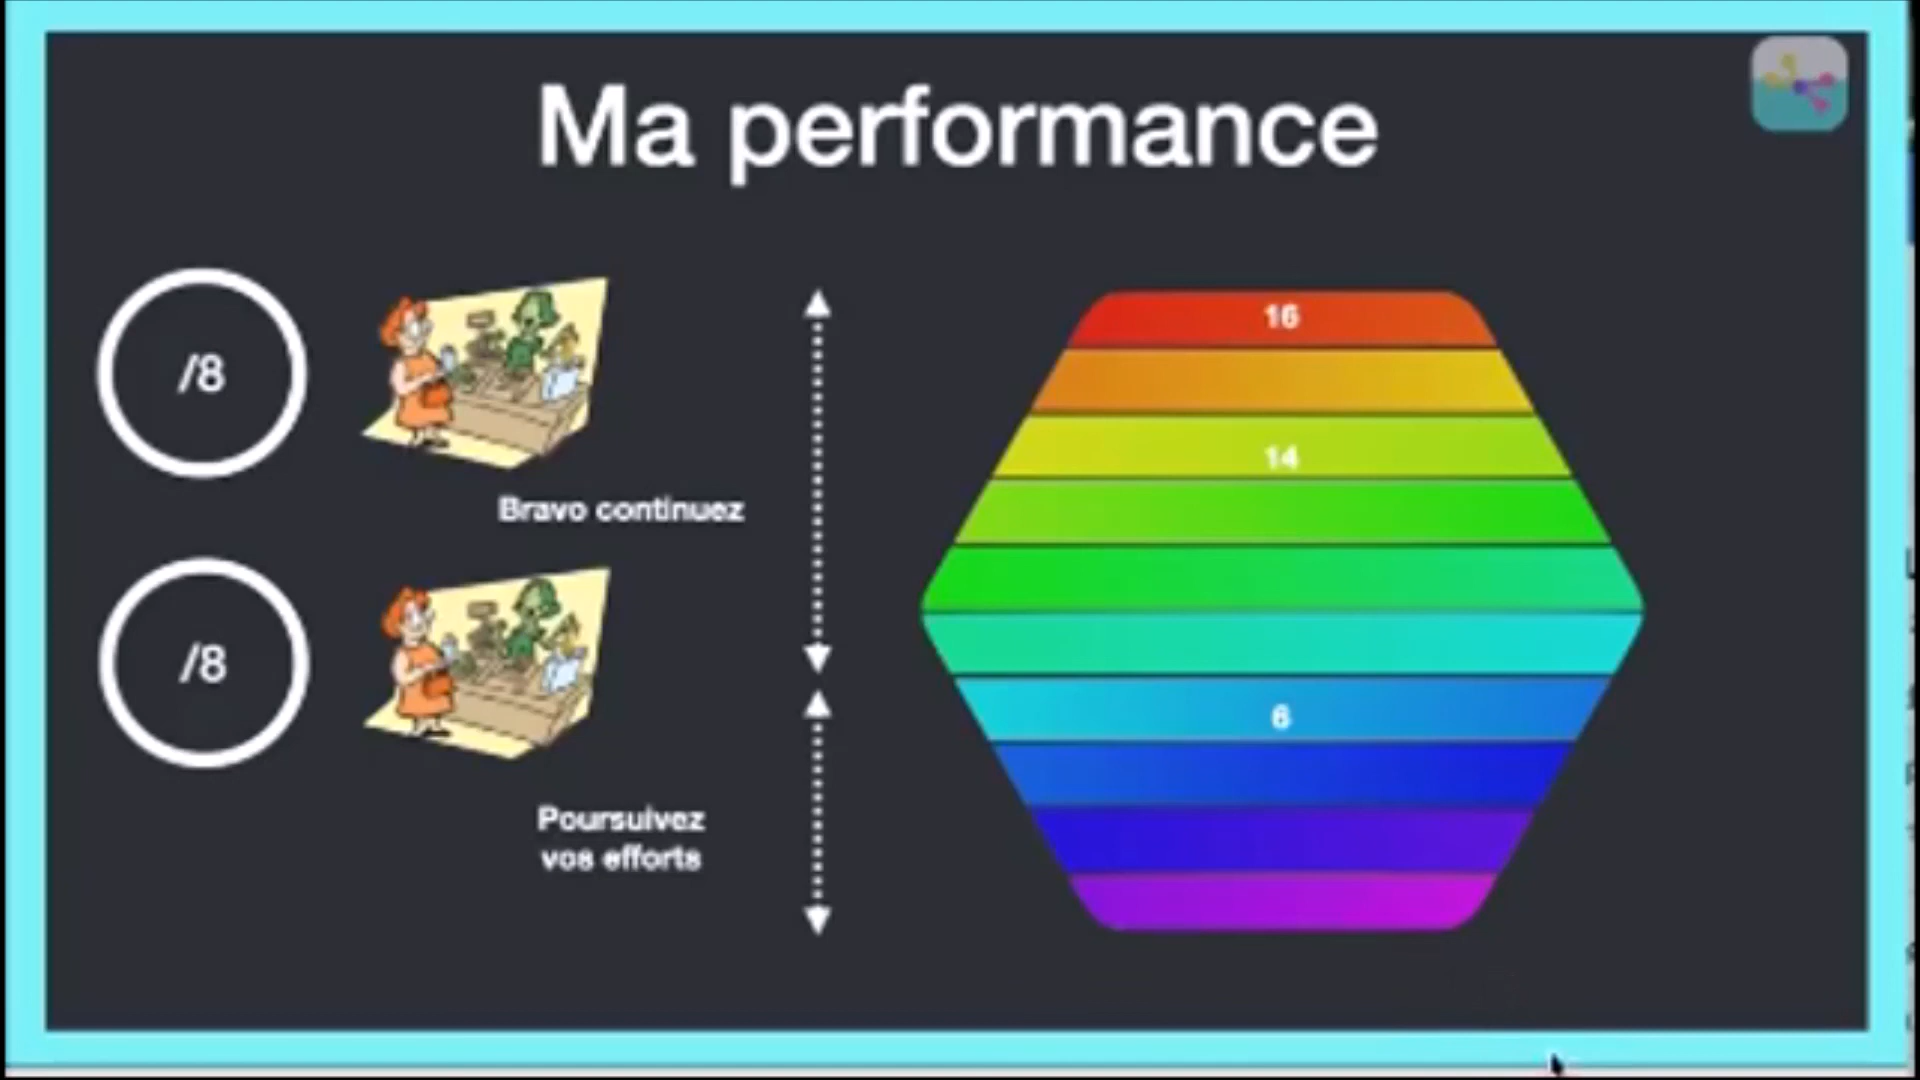 Ma performance
/8
Bravo continuez
/8
Poursuivez
vos efforts
16
14
6